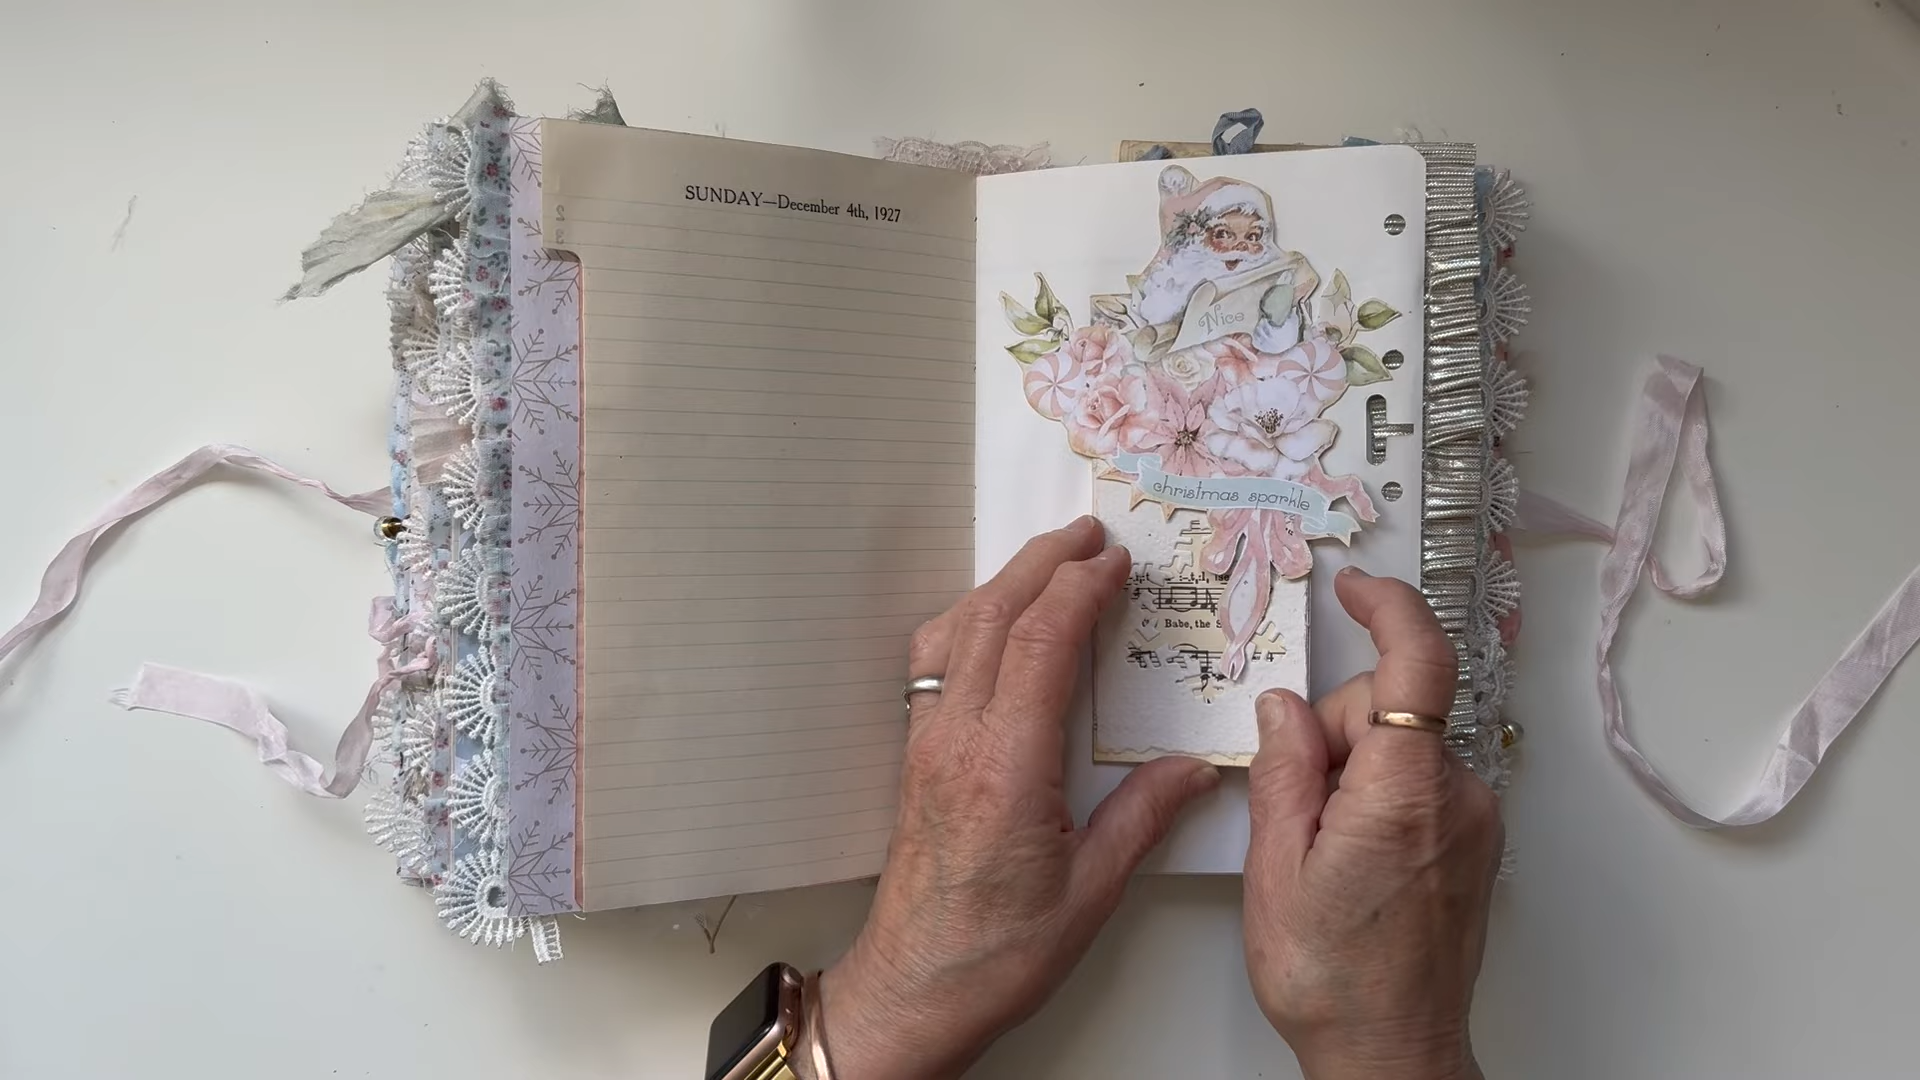 SUNDAY—December 4th, 1927
Nice
christmas sparkle
Babe, the S